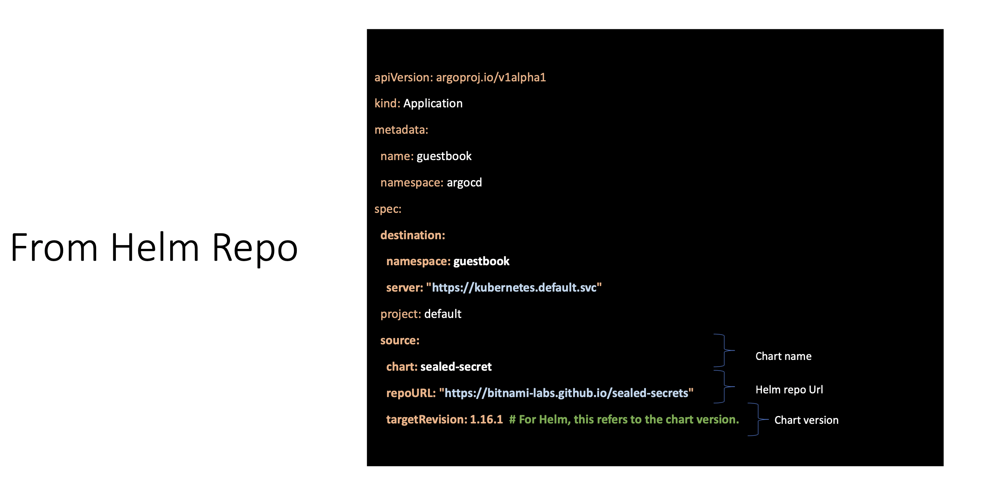 From Helm Repo
apiVersion: argoproj.io/v1alpha1
kind: Application
metadata:
  name: guestbook
  namespace: argocd
spec:
  destination:
    namespace: guestbook
    server: "https://kubernetes.default.svc"
  project: default
  source:
    chart: sealed-secret
    repoURL: "https://bitnami-labs.github.io/sealed-secrets"
    targetRevision: 1.16.1  # For Helm, this refers to the chart version.
Chart name
Helm repo Url
Chart version